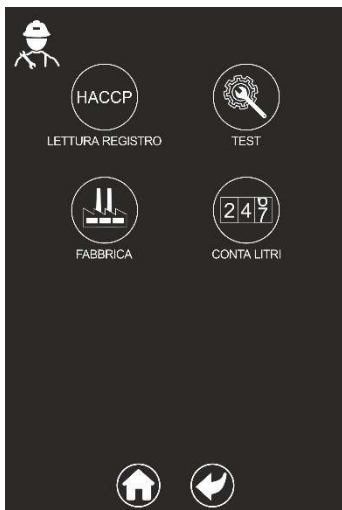 HACCP
LETTURA REGISTRO
TEST
247
FABBRICA
CONTA LITRI